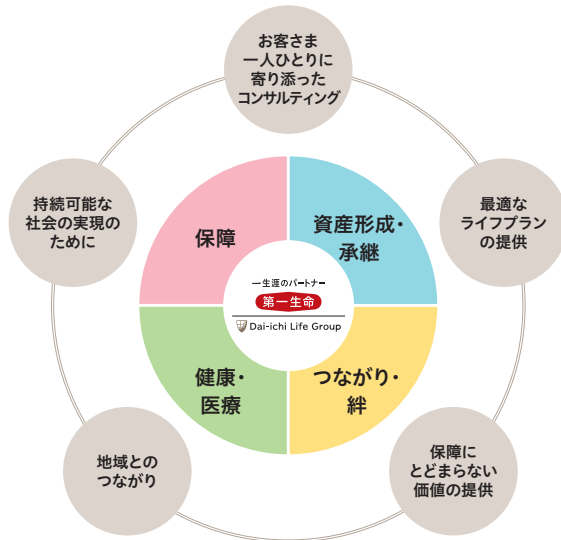 お客さま
一人ひとりに
寄り添った
コンサルティング
持続可能な
社会の実現の
ために
最適な
ライフプラン
の提供
保障
資産形成・
承継
一生涯のパートナー
第一生命
Dai-ichi Life Group
健康・
医療
つながり・
絆
地域との
つながり
保障に
とどまらない
価値の提供